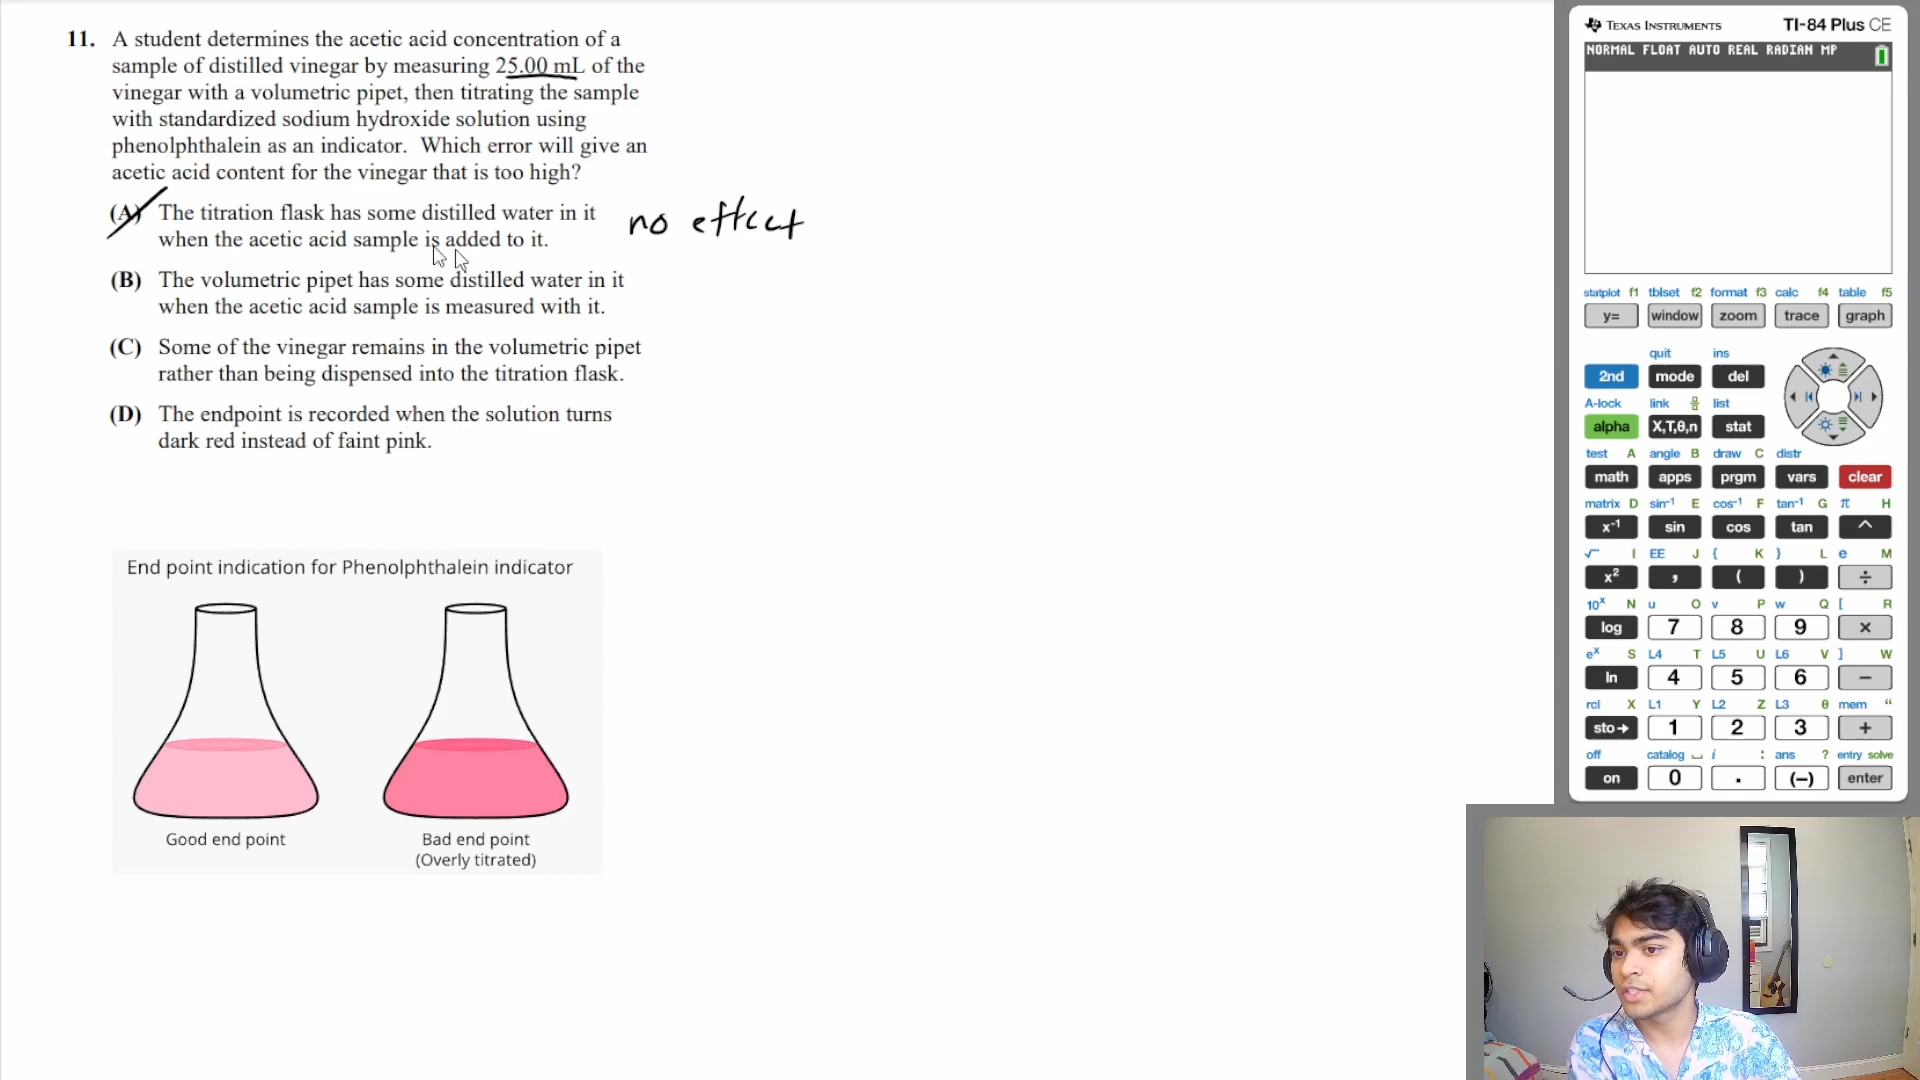 11. A student determines the acetic acid concentration of a
sample of distilled vinegar by measuring 25.00 mL of the
vinegar with a volumetric pipet, then titrating the sample
with standardized sodium hydroxide solution using
phenolphthalein as an indicator. Which error will give an
acetic acid content for the vinegar that is too high?
(A) The titration flask has some distilled water in it
when the acetic acid sample is added to it.
no effect
(B) The volumetric pipet has some distilled water in it
when the acetic acid sample is measured with it.
(C) Some of the vinegar remains in the volumetric pipet
rather than being dispensed into the titration flask.
(D) The endpoint is recorded when the solution turns
dark red instead of faint pink.
End point indication for Phenolphthalein indicator
Good end point
Bad end point
(Overly titrated)
TEXAS INSTRUMENTS TI-84 Plus CE
NORMAL FLOAT AUTO REAL RADIAN MP
statplot f1 tblset f2 format f3 calc f4 table f5
y= window zoom trace graph
quit ins
2nd mode del
A-lock link list
alpha X,T,θ,n stat
test A angle B draw C distr
math apps prgm vars clear
matrix D sin⁻¹ E cos⁻¹ F tan⁻¹ G π H
x⁻¹ sin cos tan ^
√ I EE J { K } L e M
x² , ( ) ÷
10ˣ N u O v P w Q [ R
log 7 8 9 ×
eˣ S L4 T L5 U L6 V ] W
ln 4 5 6 −
rcl X L1 Y L2 Z L3 θ mem “
sto→ 1 2 3 +
off catalog i : ans ? entry solve
on 0 . (−) enter